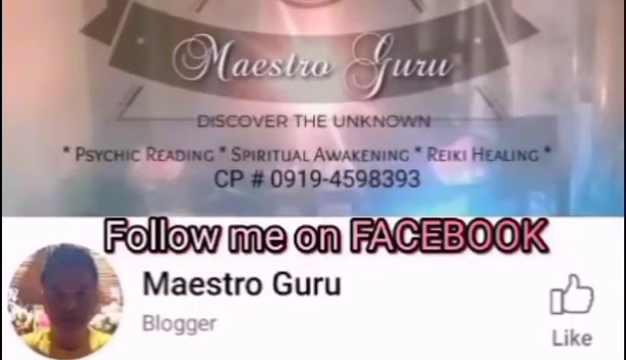 Maestro Guru
DISCOVER THE UNKNOWN
* PSYCHIC READING * SPIRITUAL AWAKENING * REIKI HEALING *
CP # 0919-4598393
Follow me on FACEBOOK
Maestro Guru
Blogger
Like